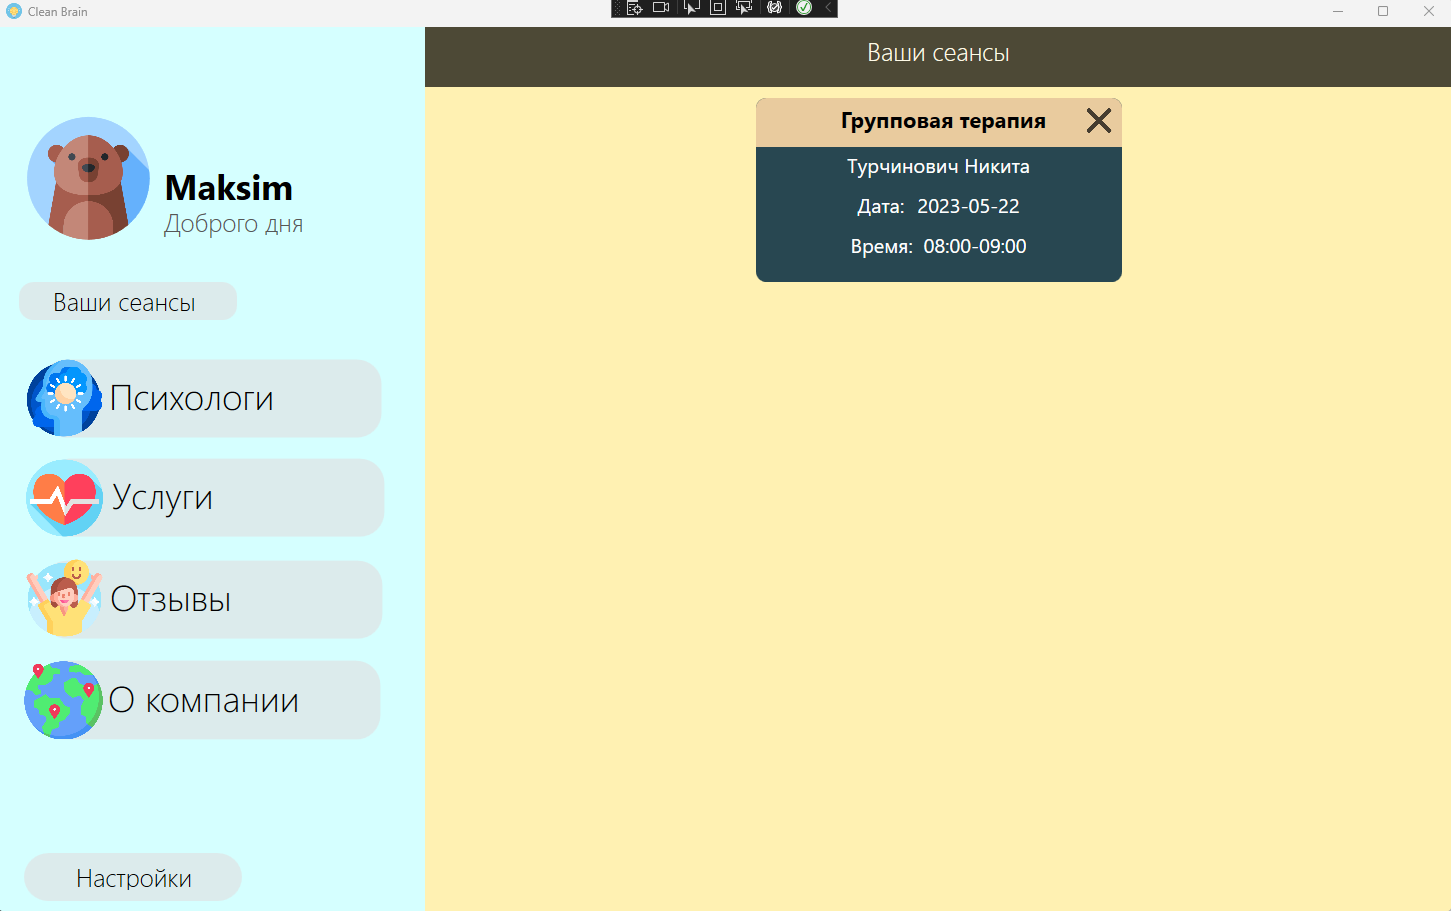 Clean Brain
Maksim
Доброго дня
Ваши сеансы
Психологи
Услуги
Отзывы
О компании
Настройки
Ваши сеансы
Групповая терапия
Турчинович Никита
Дата: 2023-05-22
Время: 08:00-09:00